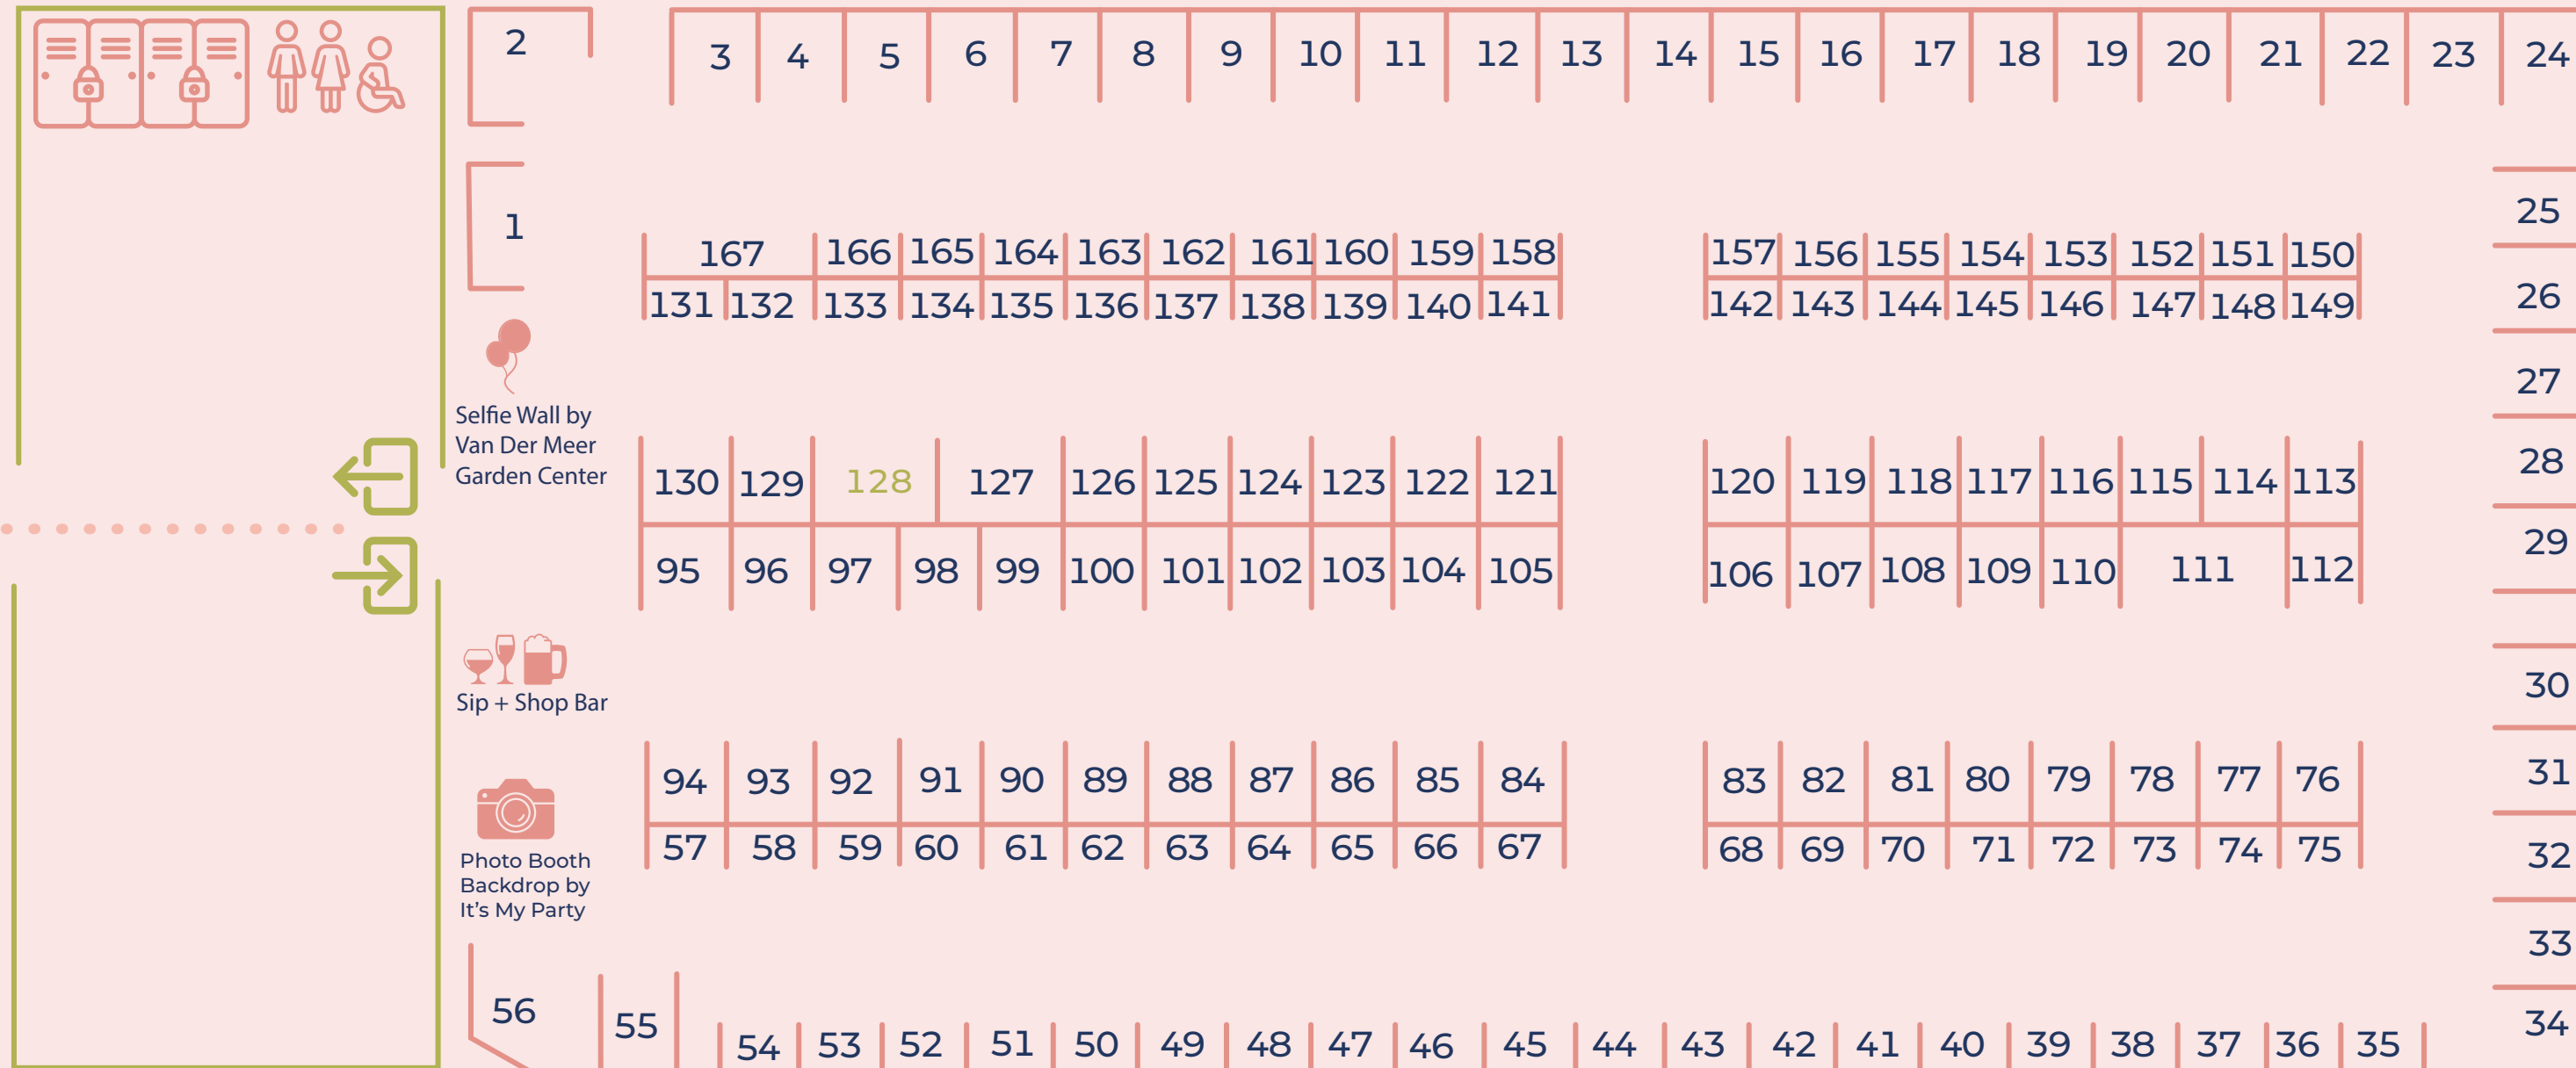 2
3 4 5 6 7 8 9 10 11 12 13 14 15 16 17 18 19 20 21 22 23 24
1
25
167 166 165 164 163 162 161 160 159 158 157 156 155 154 153 152 151 150
131 132 133 134 135 136 137 138 139 140 141 142 143 144 145 146 147 148 149
26
27
Selfie Wall by
Van Der Meer
Garden Center
28
130 129 128 127 126 125 124 123 122 121 120 119 118 117 116 115 114 113
29
95 96 97 98 99 100 101 102 103 104 105 106 107 108 109 110 111 112
Sip + Shop Bar
30
94 93 92 91 90 89 88 87 86 85 84 83 82 81 80 79 78 77 76
31
57 58 59 60 61 62 63 64 65 66 67 68 69 70 71 72 73 74 75
32
Photo Booth
Backdrop by
It's My Party
33
56
55
34
54 53 52 51 50 49 48 47 46 45 44 43 42 41 40 39 38 37 36 35